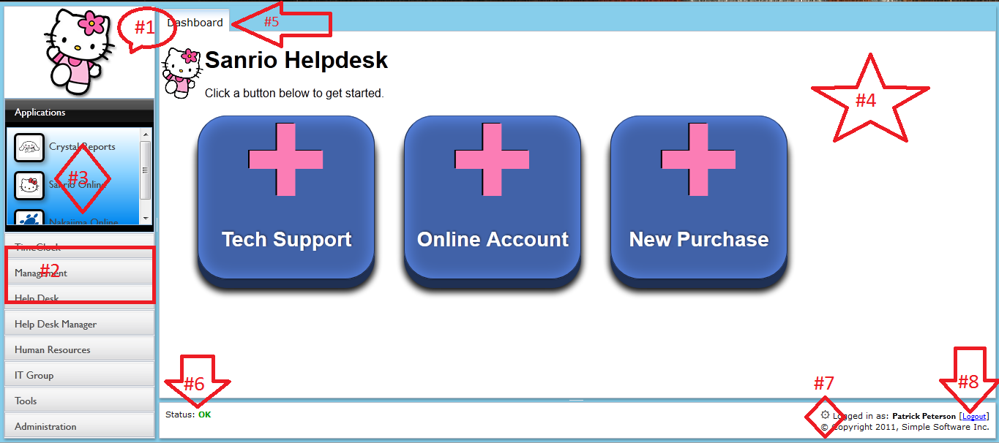 #1
Dashboard
#5
Sanrio Helpdesk
Click a button below to get started.
#4
Applications
Crystal Reports
#3
Sanrio Online
Nakajima Online
Tech Support
Online Account
New Purchase
TimeClock
#2
Management
Help Desk
Help Desk Manager
Human Resources
IT Group
Tools
Administration
#6
#7
#8
Status: OK
Logged in as: Patrick Peterson [Logout]
© Copyright 2011, Simple Software Inc.